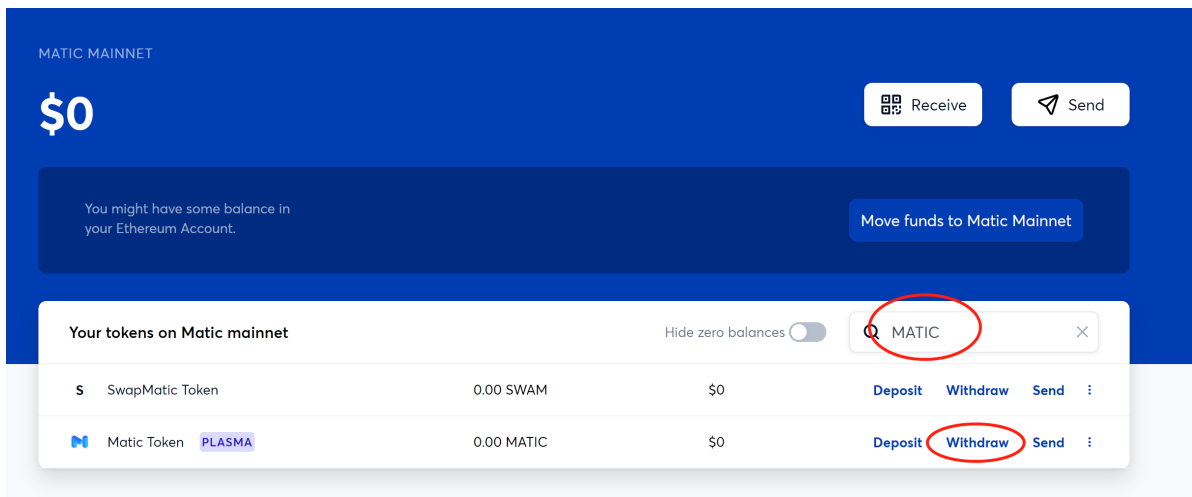 MATIC MAINNET
$0
Receive
Send
You might have some balance in
your Ethereum Account.
Move funds to Matic Mainnet
Your tokens on Matic mainnet
Hide zero balances
MATIC
S SwapMatic Token 0.00 SWAM $0 Deposit Withdraw Send
Matic Token PLASMA 0.00 MATIC $0 Deposit Withdraw Send